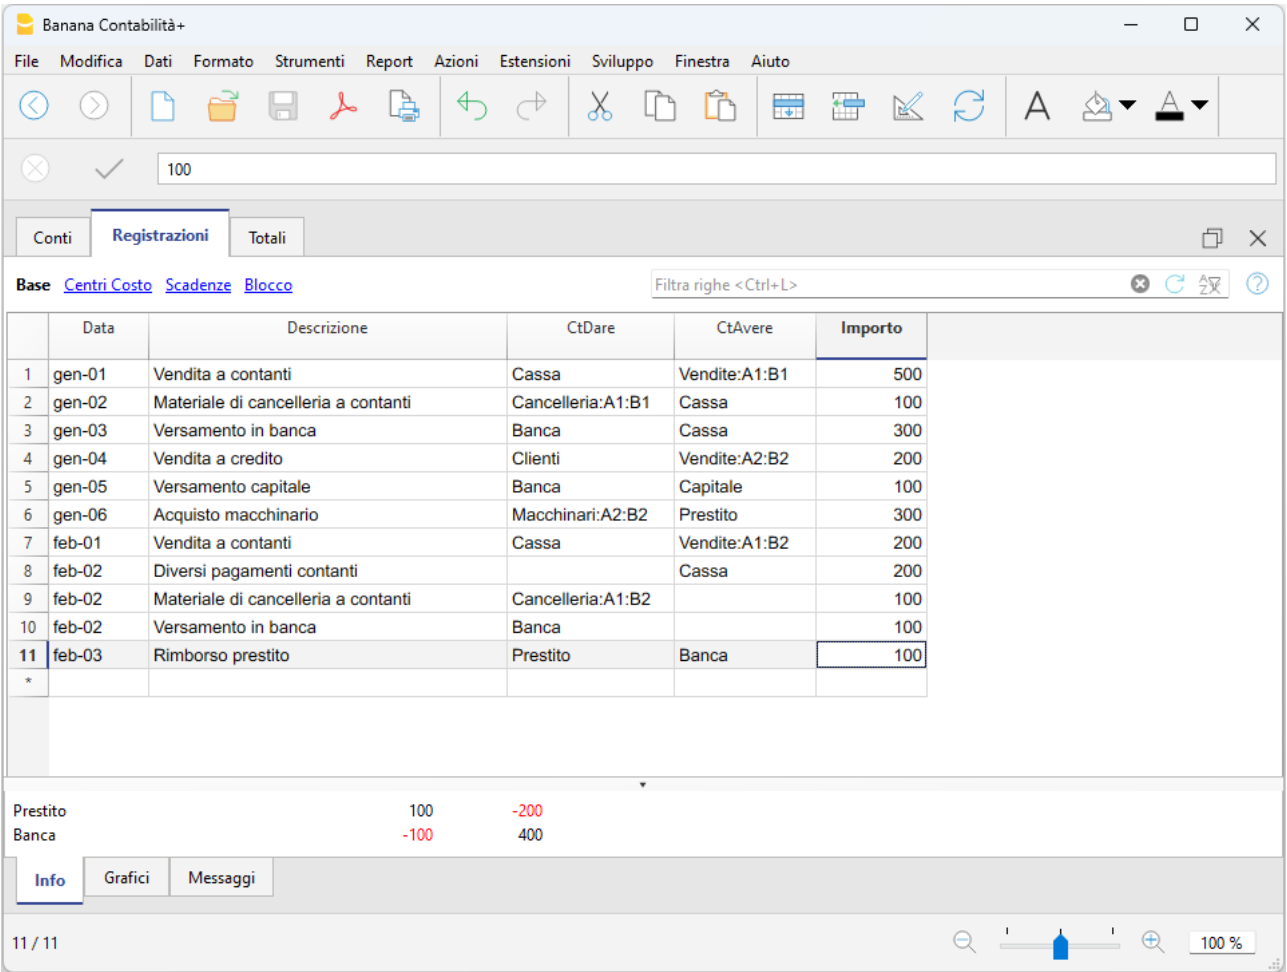 Banana Contabilità+
File Modifica Dati Formato Strumenti Report Azioni Estensioni Sviluppo Finestra Aiuto
100
Conti Registrazioni Totali
Base Centri Costo Scadenze Blocco Filtra righe <Ctrl+L>
Data Descrizione CtDare CtAvere Importo
1 gen-01 Vendita a contanti Cassa Vendite:A1:B1 500
2 gen-02 Materiale di cancelleria a contanti Cancelleria:A1:B1 Cassa 100
3 gen-03 Versamento in banca Banca Cassa 300
4 gen-04 Vendita a credito Clienti Vendite:A2:B2 200
5 gen-05 Versamento capitale Banca Capitale 100
6 gen-06 Acquisto macchinario Macchinari:A2:B2 Prestito 300
7 feb-01 Vendita a contanti Cassa Vendite:A1:B2 200
8 feb-02 Diversi pagamenti contanti Cassa 200
9 feb-02 Materiale di cancelleria a contanti Cancelleria:A1:B2 100
10 feb-02 Versamento in banca Banca 100
11 feb-03 Rimborso prestito Prestito Banca 100
*
Prestito 100 -200
Banca -100 400
Info Grafici Messaggi
11 / 11 100 %